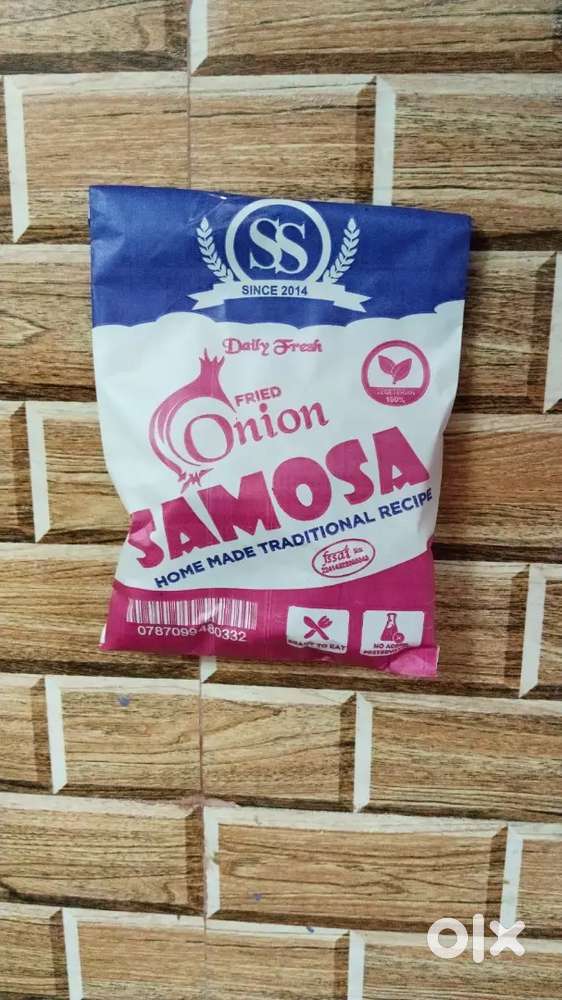 SS
SINCE 2014
Daily Fresh
FRIED
Onion
SAMOSA
HOME MADE TRADITIONAL RECIPE
VEGETERIAN
100%
fssai
0787099480332
READY TO EAT
NO ADDED
olx